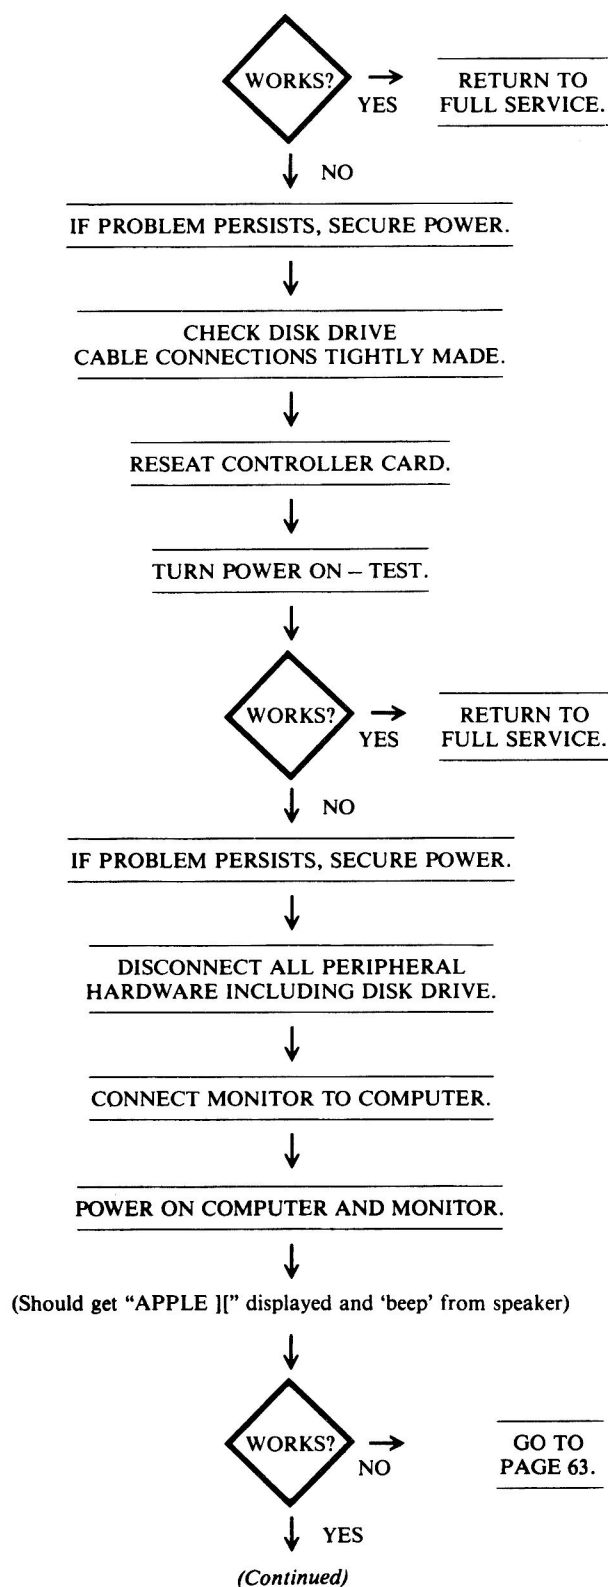 WORKS?
YES
RETURN TO
FULL SERVICE.
NO
IF PROBLEM PERSISTS, SECURE POWER.
CHECK DISK DRIVE
CABLE CONNECTIONS TIGHTLY MADE.
RESEAT CONTROLLER CARD.
TURN POWER ON – TEST.
WORKS?
YES
RETURN TO
FULL SERVICE.
NO
IF PROBLEM PERSISTS, SECURE POWER.
DISCONNECT ALL PERIPHERAL
HARDWARE INCLUDING DISK DRIVE.
CONNECT MONITOR TO COMPUTER.
POWER ON COMPUTER AND MONITOR.
(Should get “APPLE ][” displayed and ‘beep’ from speaker)
WORKS?
NO
GO TO
PAGE 63.
YES
(Continued)